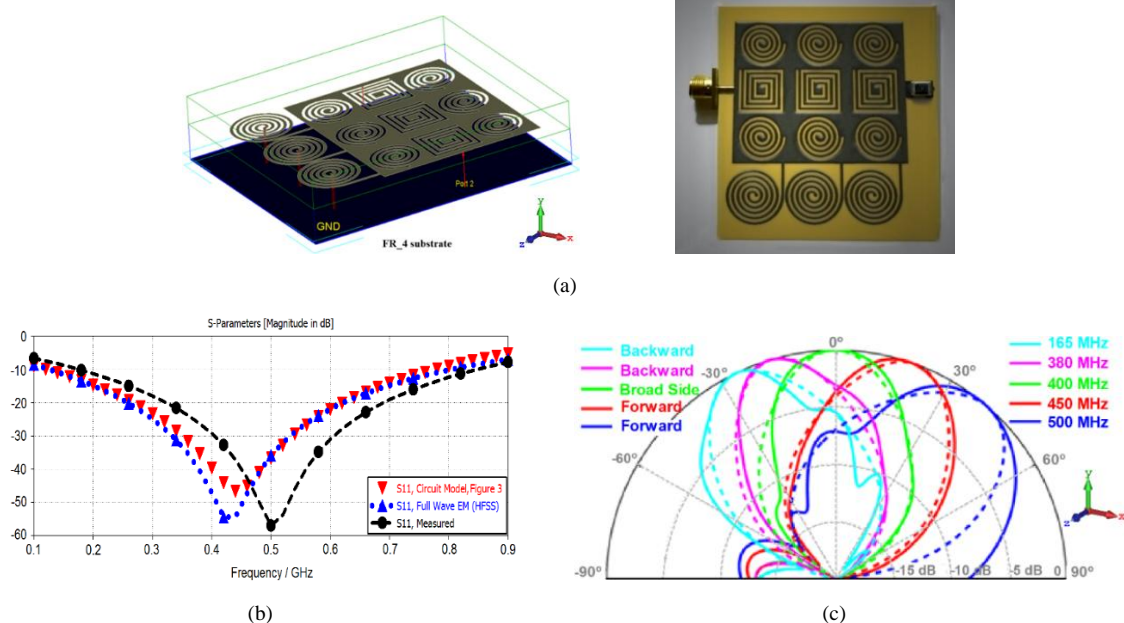 GND
Part 2
FR_4 substrate
y
z
x
(a)
S-Parameters [Magnitude in dB]
0
-10
-20
-30
-40
-50
-60
0.1 0.2 0.3 0.4 0.5 0.6 0.7 0.8 0.9
Frequency / GHz
S11, Circuit Model, Figure 3
S11, Full Wave EM (HFSS)
S11, Measured
(b)
Backward
Backward
Broad Side
Forward
Forward
165 MHz
380 MHz
400 MHz
450 MHz
500 MHz
0°
-30° 30°
-60° 60°
-90° -15 dB -10 dB -5 dB 0 90°
y
z
x
(c)